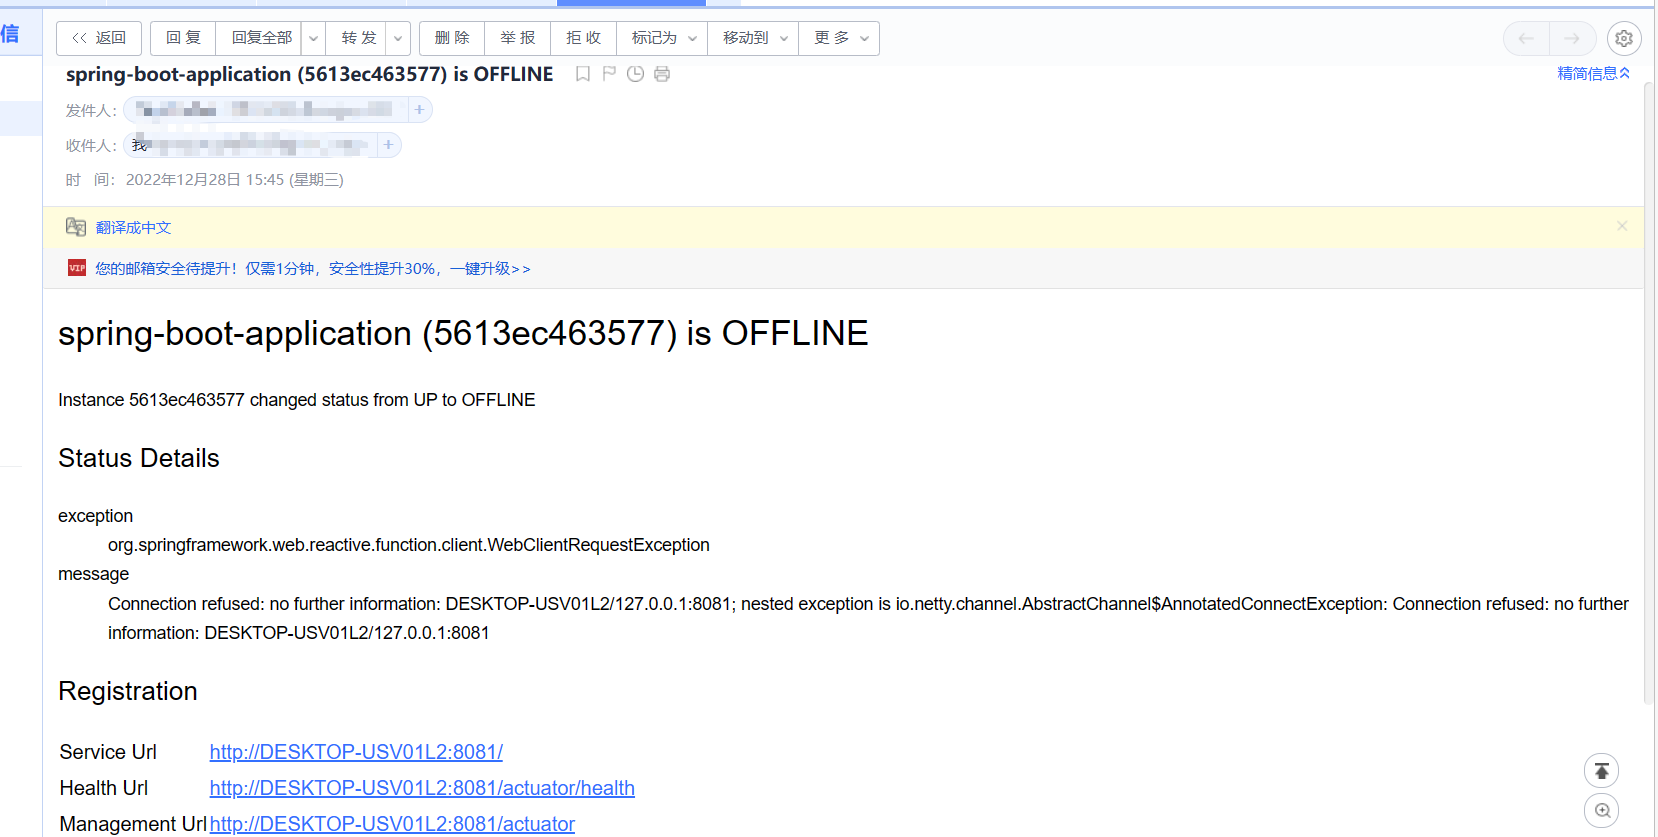 信
返回
回 复
回复全部
转 发
删 除
举 报
拒 收
标记为
移动到
更 多
spring-boot-application (5613ec463577) is OFFLINE
精简信息
发件人：
收件人： 我
时 间： 2022年12月28日 15:45 (星期三)
翻译成中文
VIP 您的邮箱安全待提升！仅需1分钟，安全性提升30%，一键升级>>
spring-boot-application (5613ec463577) is OFFLINE
Instance 5613ec463577 changed status from UP to OFFLINE
Status Details
exception
org.springframework.web.reactive.function.client.WebClientRequestException
message
Connection refused: no further information: DESKTOP-USV01L2/127.0.0.1:8081; nested exception is io.netty.channel.AbstractChannel$AnnotatedConnectException: Connection refused: no further
information: DESKTOP-USV01L2/127.0.0.1:8081
Registration
Service Url http://DESKTOP-USV01L2:8081/
Health Url http://DESKTOP-USV01L2:8081/actuator/health
Management Url http://DESKTOP-USV01L2:8081/actuator